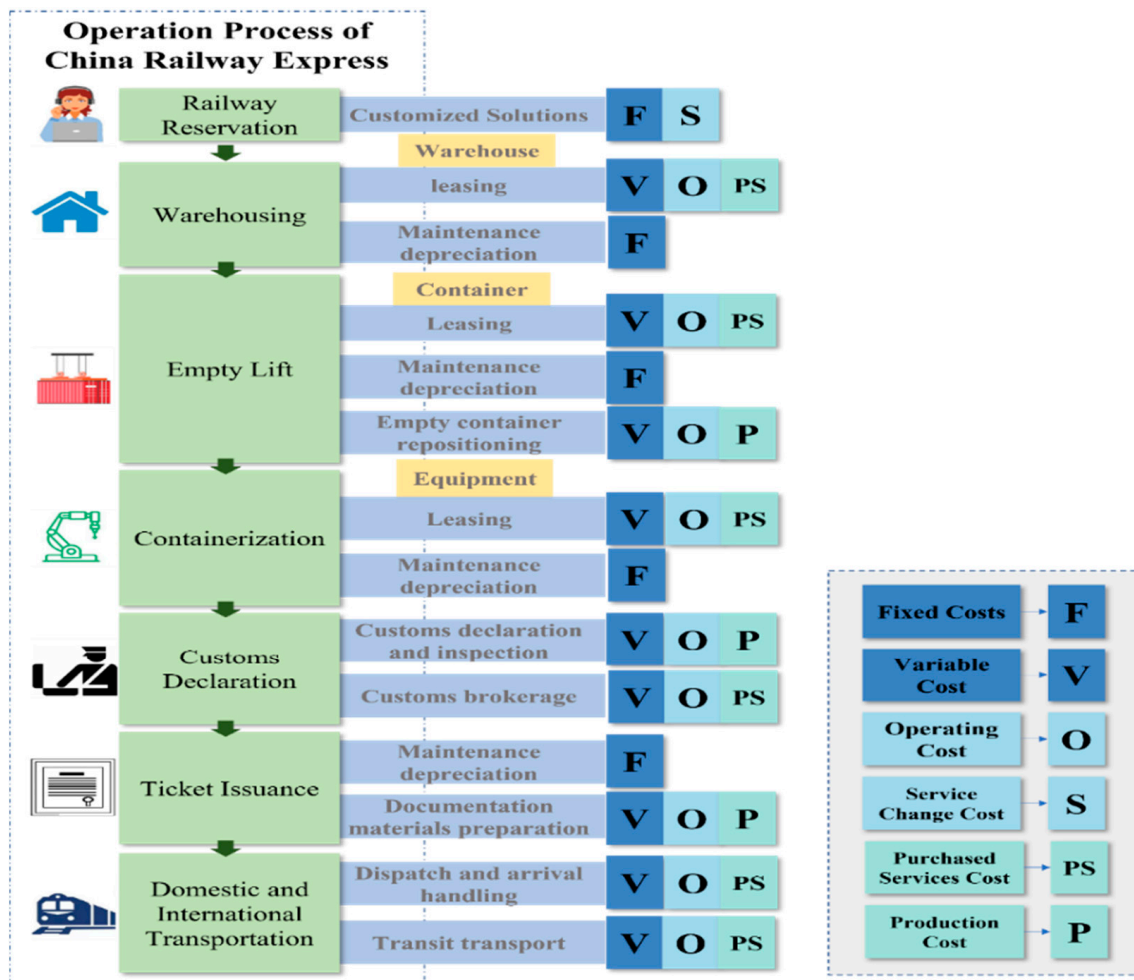 Operation Process of
China Railway Express
Railway
Reservation
Customized Solutions
F S
Warehouse
Warehousing
leasing
V O PS
Maintenance
depreciation
F
Container
Empty Lift
Leasing
V O PS
Maintenance
depreciation
F
Empty container
repositioning
V O P
Equipment
Containerization
Leasing
V O PS
Maintenance
depreciation
F
Customs
Declaration
Customs declaration
and inspection
V O P
Customs brokerage
V O PS
Ticket Issuance
Maintenance
depreciation
F
Documentation
materials preparation
V O P
Domestic and
International
Transportation
Dispatch and arrival
handling
V O PS
Transit transport
V O PS
Fixed Costs
F
Variable
Cost
V
Operating
Cost
O
Service
Change Cost
S
Purchased
Services Cost
PS
Production
Cost
P